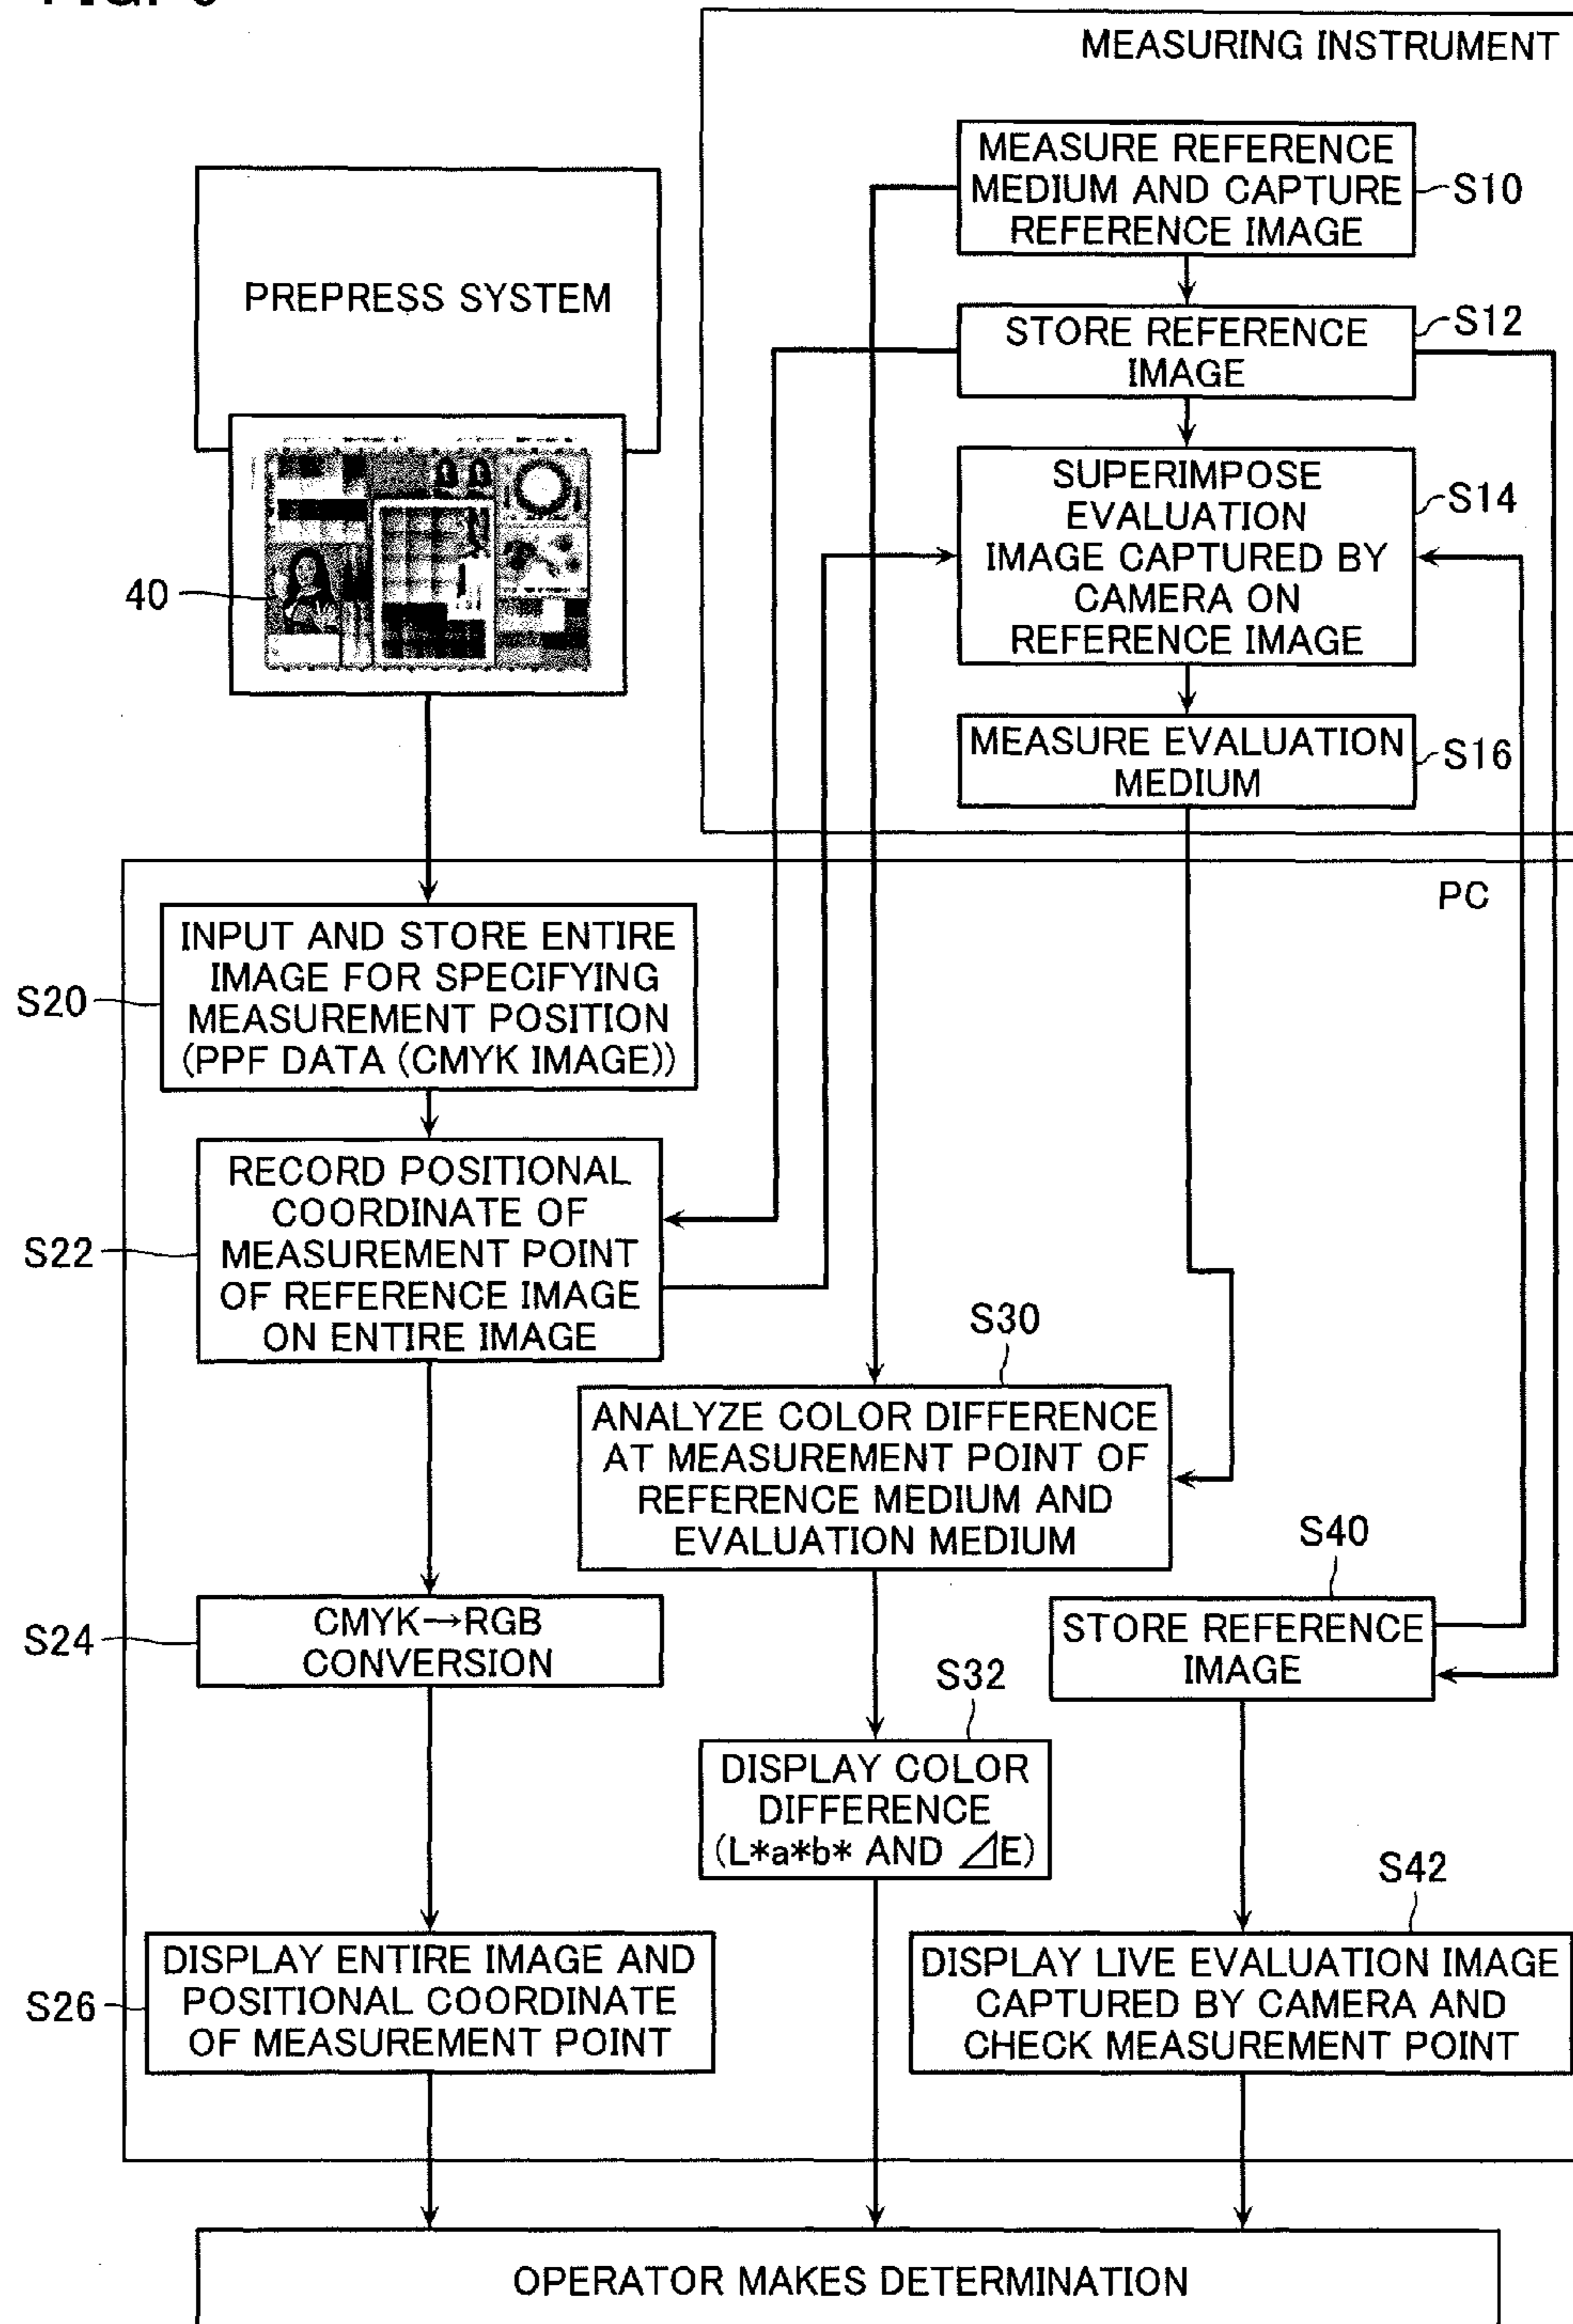 MEASURING INSTRUMENT
MEASURE REFERENCE
MEDIUM AND CAPTURE
REFERENCE IMAGE
S10
PREPRESS SYSTEM
STORE REFERENCE
IMAGE
S12
SUPERIMPOSE
EVALUATION
IMAGE CAPTURED BY
CAMERA ON
REFERENCE IMAGE
S14
40
MEASURE EVALUATION
MEDIUM
S16
PC
INPUT AND STORE ENTIRE
IMAGE FOR SPECIFYING
MEASUREMENT POSITION
(PPF DATA (CMYK IMAGE))
S20
RECORD POSITIONAL
COORDINATE OF
MEASUREMENT POINT
OF REFERENCE IMAGE
ON ENTIRE IMAGE
S22
S30
ANALYZE COLOR DIFFERENCE
AT MEASUREMENT POINT OF
REFERENCE MEDIUM AND
EVALUATION MEDIUM
S40
CMYK→RGB
CONVERSION
S24
STORE REFERENCE
IMAGE
S32
DISPLAY COLOR
DIFFERENCE
(L*a*b* AND ⊿E)
S42
DISPLAY ENTIRE IMAGE AND
POSITIONAL COORDINATE
OF MEASUREMENT POINT
S26
DISPLAY LIVE EVALUATION IMAGE
CAPTURED BY CAMERA AND
CHECK MEASUREMENT POINT
OPERATOR MAKES DETERMINATION